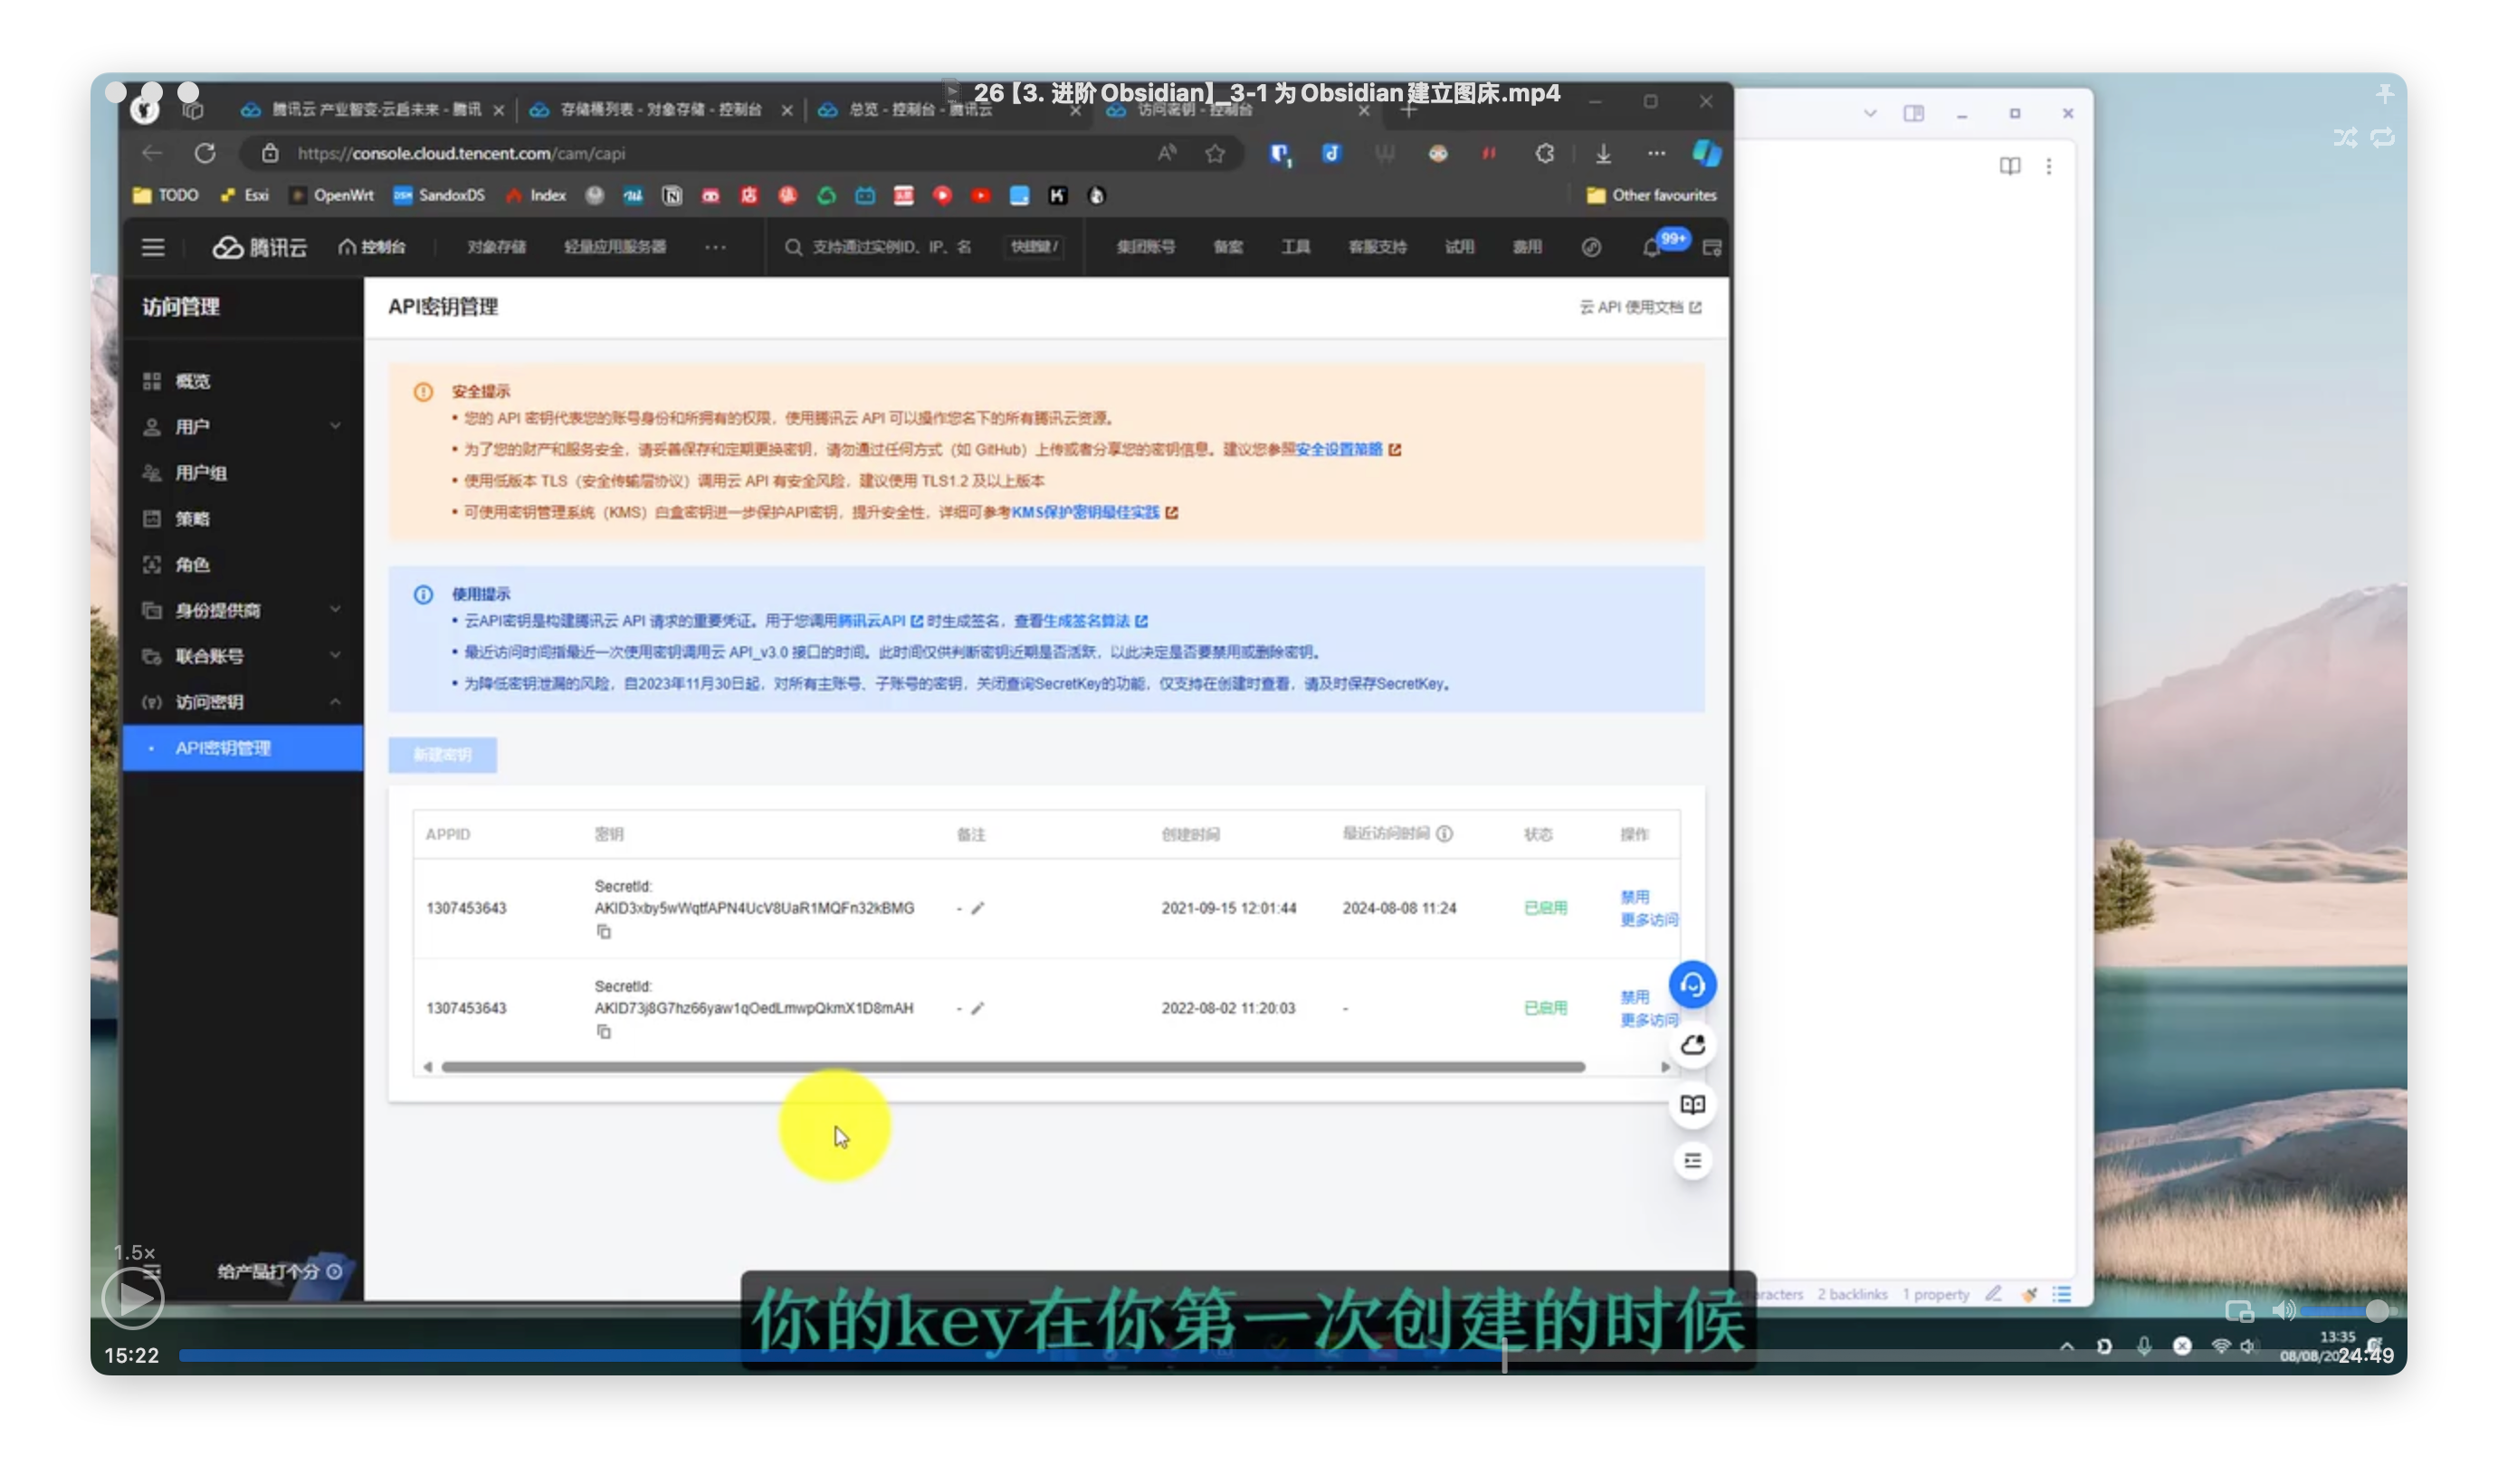 26【3. 进阶Obsidian】_3-1为Obsidian建立图床.mp4
腾讯云 产业智变·云启未来 - 腾讯
存储桶列表 - 对象存储 - 控制台
总览 - 控制台 - 腾讯云
访问密钥 - 控制台
https://console.cloud.tencent.com/cam/capi
TODO
Esxi
OpenWrt
SandoxDS
Index
Other favourites
腾讯云
控制台
对象存储
轻量应用服务器
···
支持通过实例ID、IP、名
快捷键 /
集团账号
备案
工具
客服支持
试用
费用
99+
访问管理
概览
用户
用户组
策略
角色
身份提供商
联合账号
访问密钥
API密钥管理
给产品打个分
API密钥管理
云 API 使用文档
安全提示
• 您的 API 密钥代表您的账号身份和所拥有的权限，使用腾讯云 API 可以操作您名下的所有腾讯云资源。
• 为了您的财产和服务安全，请妥善保存和定期更换密钥，请勿通过任何方式（如 GitHub）上传或者分享您的密钥信息。建议您参照安全设置策略
• 使用低版本 TLS（安全传输层协议）调用云 API 有安全风险，建议使用 TLS1.2 及以上版本
• 可使用密钥管理系统（KMS）白盒密钥进一步保护API密钥，提升安全性，详细可参考KMS保护密钥最佳实践
使用提示
• 云API密钥是构建腾讯云 API 请求的重要凭证。用于您调用腾讯云API 时生成签名，查看生成签名算法
• 最近访问时间指最近一次使用密钥调用云 API_v3.0 接口的时间。此时间仅供判断密钥近期是否活跃，以此决定是否要禁用或删除密钥。
• 为降低密钥泄漏的风险，自2023年11月30日起，对所有主账号、子账号的密钥，关闭查询SecretKey的功能，仅支持在创建时查看，请及时保存SecretKey。
新建密钥
APPID 密钥 备注 创建时间 最近访问时间 状态 操作
SecretId:
1307453643 AKID3xby5wWqtfAPN4UcV8UaR1MQFn32kBMG - 2021-09-15 12:01:44 2024-08-08 11:24 已启用 禁用
更多访问
SecretId:
1307453643 AKID73j8G7hz66yaw1qOedLmwpQkmX1D8mAH - 2022-08-02 11:20:03 - 已启用 禁用
更多访问
2 backlinks
1 property
你的key在你第一次创建的时候
1.5×
15:22
13:35
24:49